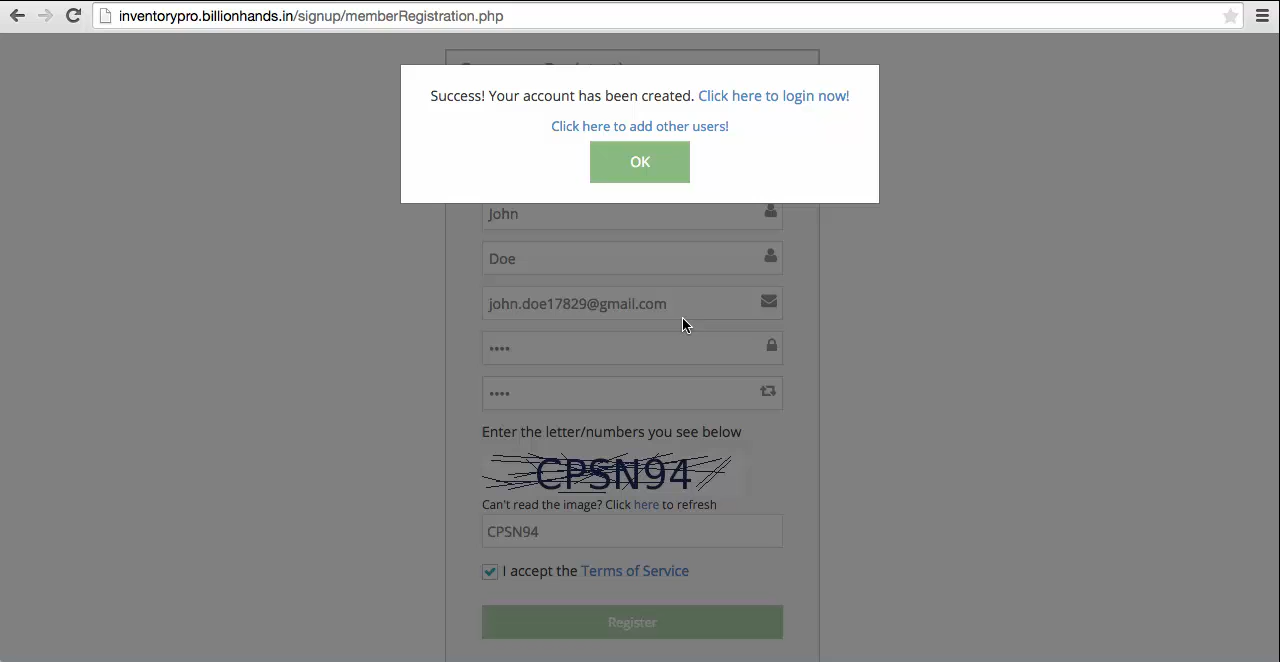 inventorypro.billionhands.in/signup/memberRegistration.php
Success! Your account has been created. Click here to login now!
Click here to add other users!
OK
John
Doe
john.doe17829@gmail.com
••••
••••
Enter the letter/numbers you see below
CPSN94
Can't read the image? Click here to refresh
CPSN94
I accept the Terms of Service
Register